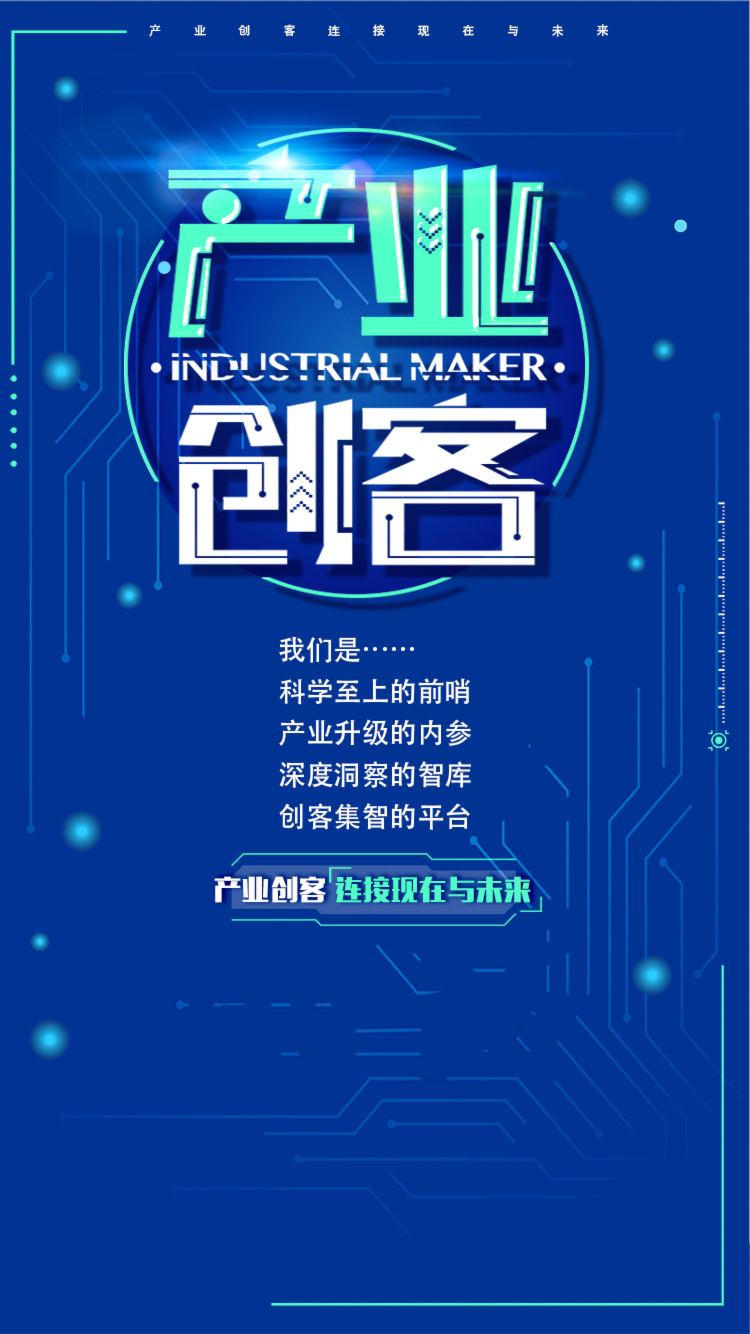 产业创客连接现在与未来
产业
·INDUSTRIAL MAKER·
创客
我们是……
科学至上的前哨
产业升级的内参
深度洞察的智库
创客集智的平台
产业创客 连接现在与未来